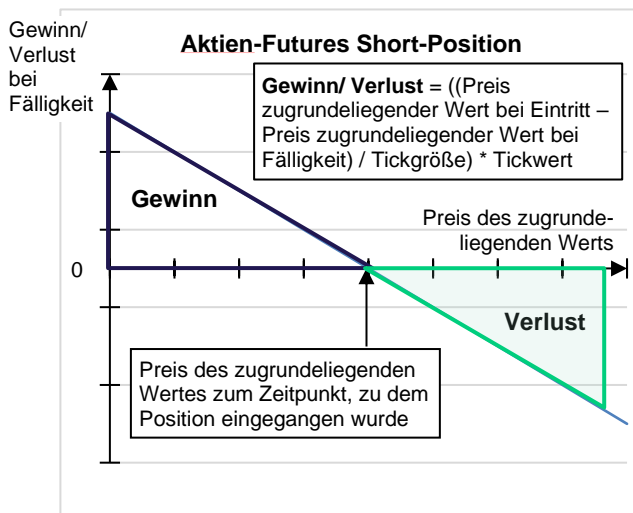 Gewinn/
Verlust
bei
Fälligkeit
Aktien-Futures Short-Position
Gewinn/ Verlust = ((Preis
zugrundeliegender Wert bei Eintritt –
Preis zugrundeliegender Wert bei
Fälligkeit) / Tickgröße) * Tickwert
Gewinn
Preis des zugrunde-
liegenden Werts
0
Verlust
Preis des zugrundeliegenden
Wertes zum Zeitpunkt, zu dem
Position eingegangen wurde